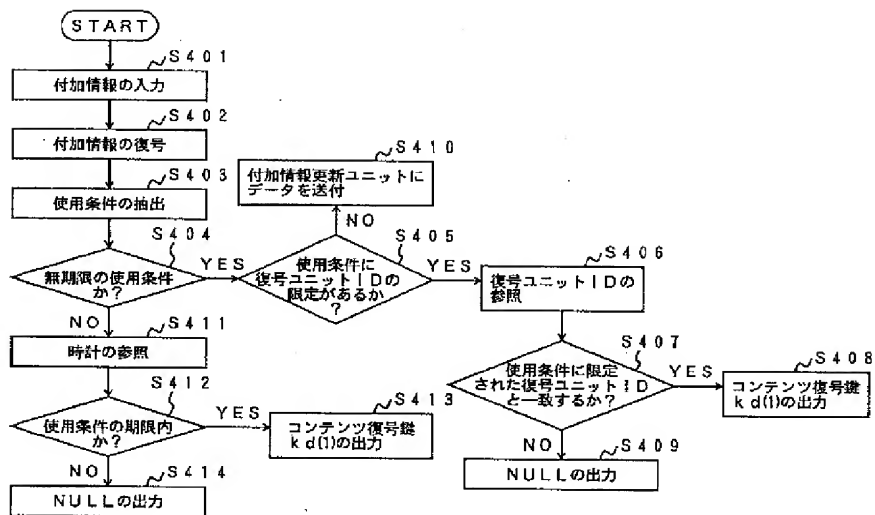 START
S401
付加情報の入力
S402
付加情報の復号
S403
使用条件の抽出
S404
無期限の使用条件
か？
YES
NO
S405
使用条件に
復号ユニットIDの
限定があるか
？
NO
YES
S410
付加情報更新ユニットに
データを送付
S406
復号ユニットIDの
参照
S407
使用条件に限定
された復号ユニットID
と一致するか？
YES
NO
S408
コンテンツ復号鍵
kd(1)の出力
S409
NULLの出力
S411
時計の参照
S412
使用条件の期限内
か？
YES
NO
S413
コンテンツ復号鍵
kd(1)の出力
S414
NULLの出力